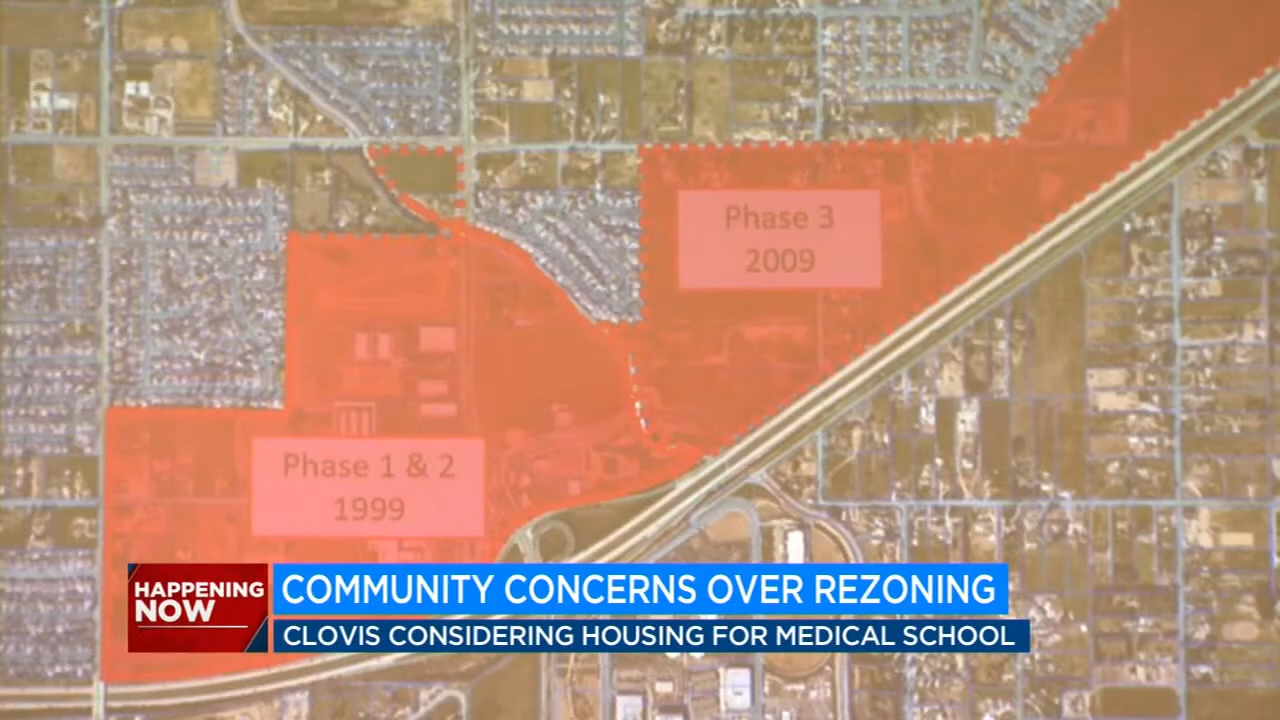 Phase 3
2009
Phase 1 & 2
1999
HAPPENING
NOW
COMMUNITY CONCERNS OVER REZONING
CLOVIS CONSIDERING HOUSING FOR MEDICAL SCHOOL